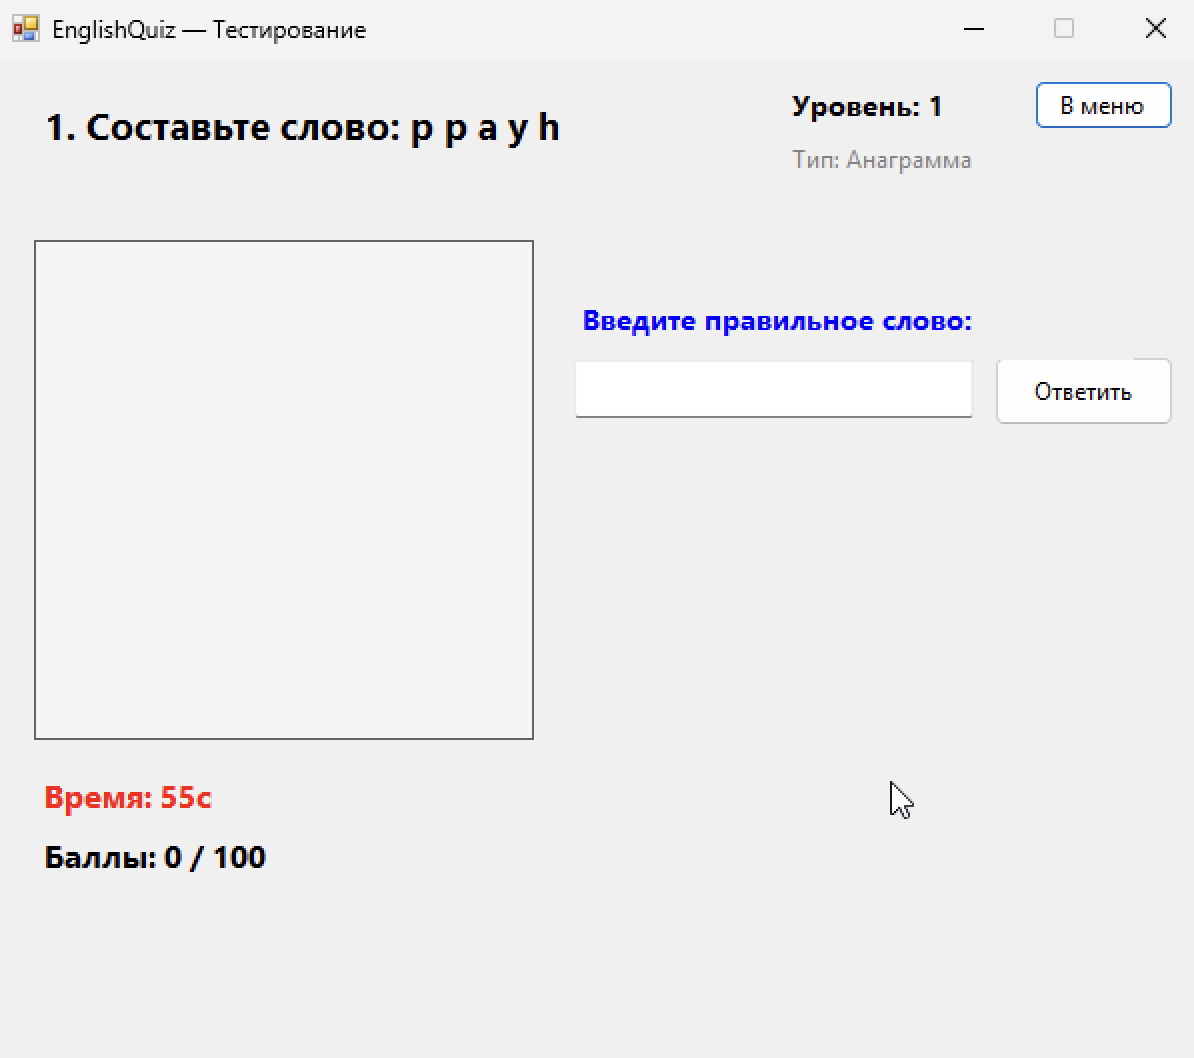 EnglishQuiz — Тестирование
1. Составьте слово: p p a y h
Уровень: 1
В меню
Тип: Анаграмма
Введите правильное слово:
Ответить
Время: 55с
Баллы: 0 / 100